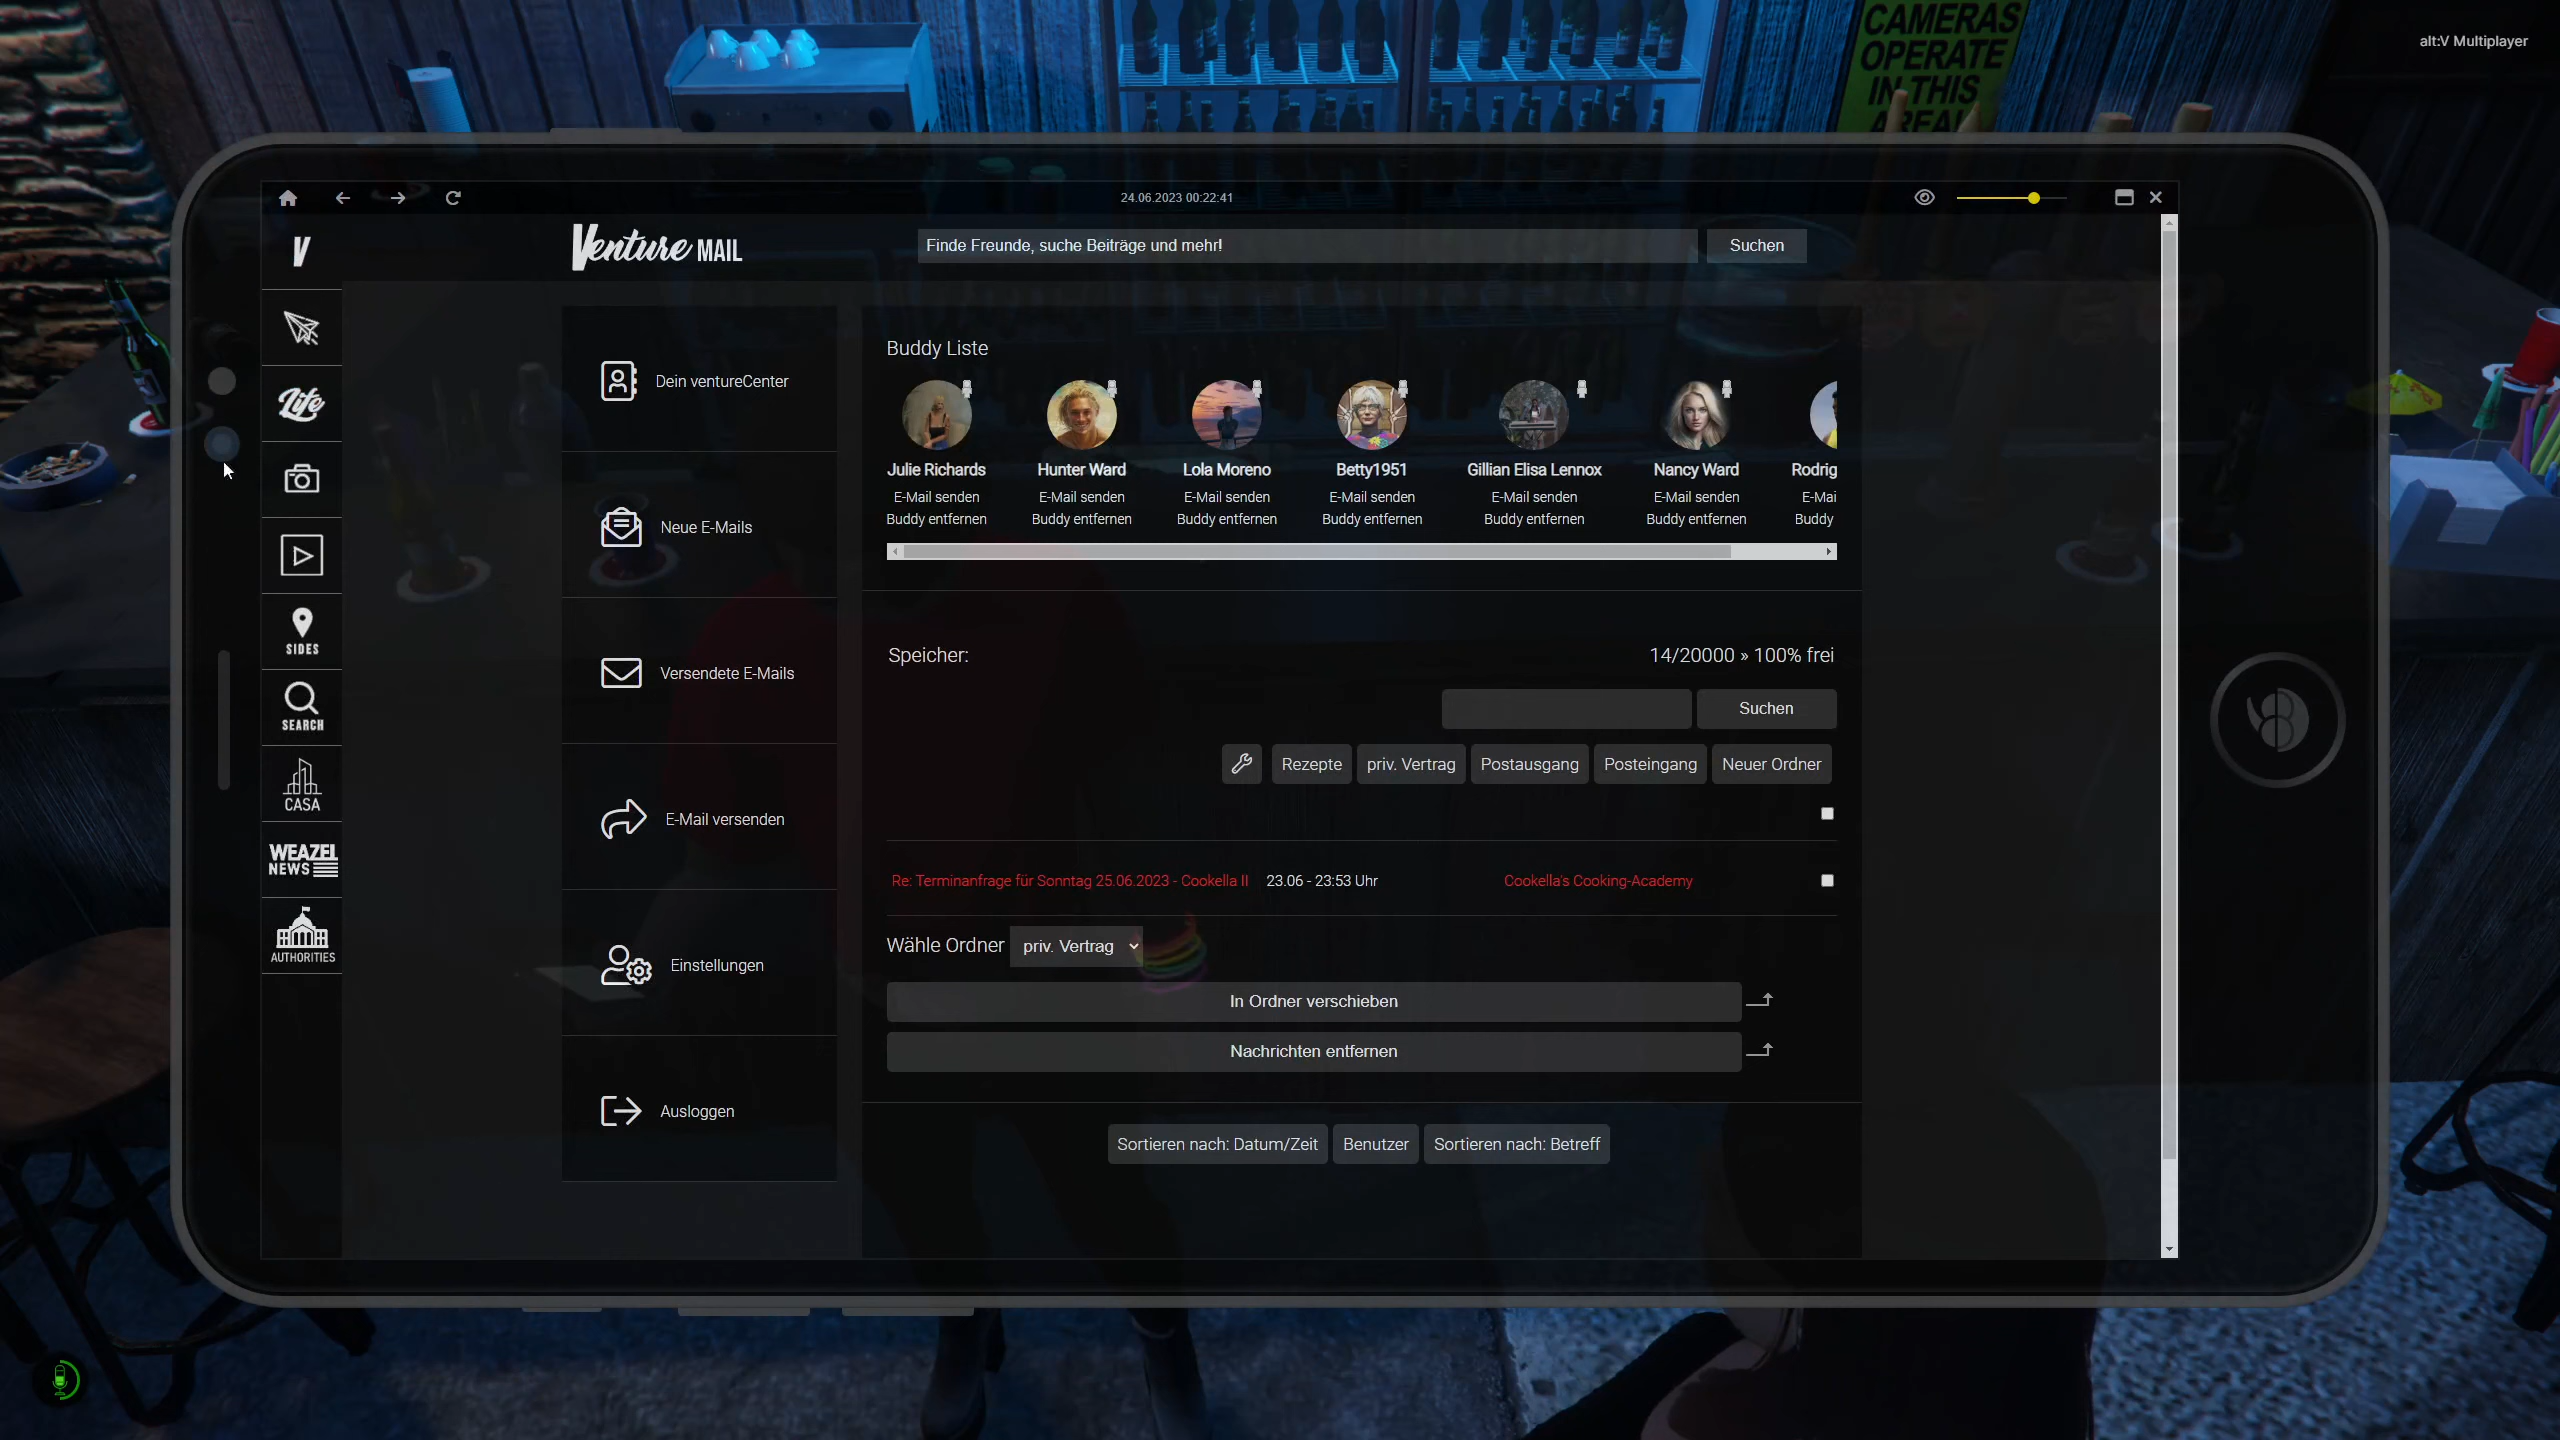 CAMERAS
OPERATE
IN THIS
AREA!
alt:V Multiplayer
24.06.2023 00:22:41
V
Venture MAIL
Finde Freunde, suche Beiträge und mehr!
Suchen
Life
SIDES
SEARCH
CASA
WEAZEL
NEWS
AUTHORITIES
Dein ventureCenter
Neue E-Mails
Versendete E-Mails
E-Mail versenden
Einstellungen
Ausloggen
Buddy Liste
Julie Richards Hunter Ward Lola Moreno Betty1951 Gillian Elisa Lennox Nancy Ward Rodrig
E-Mail senden E-Mail senden E-Mail senden E-Mail senden E-Mail senden E-Mail senden E-Mai
Buddy entfernen Buddy entfernen Buddy entfernen Buddy entfernen Buddy entfernen Buddy entfernen Buddy
Speicher: 14/20000 » 100% frei
Suchen
Rezepte priv. Vertrag Postausgang Posteingang Neuer Ordner
Re: Terminanfrage für Sonntag 25.06.2023 - Cookella II 23.06 - 23:53 Uhr Cookella's Cooking-Academy
Wähle Ordner priv. Vertrag
In Ordner verschieben
Nachrichten entfernen
Sortieren nach: Datum/Zeit Benutzer Sortieren nach: Betreff